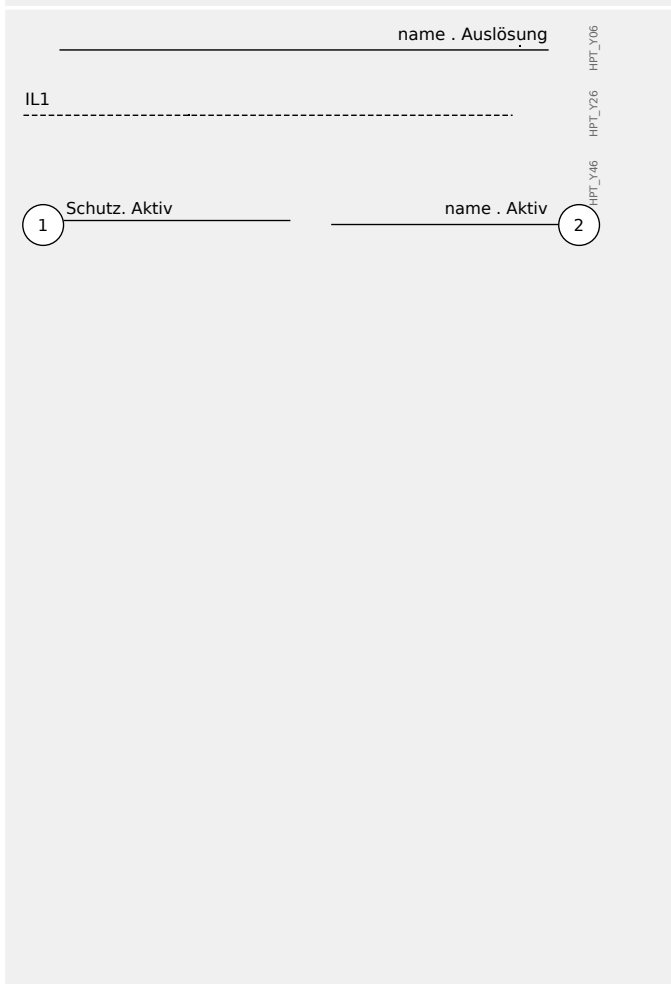 name . Auslösung
HPT_Y06
IL1
HPT_Y26
HPT_Y46
1
Schutz. Aktiv
name . Aktiv
2